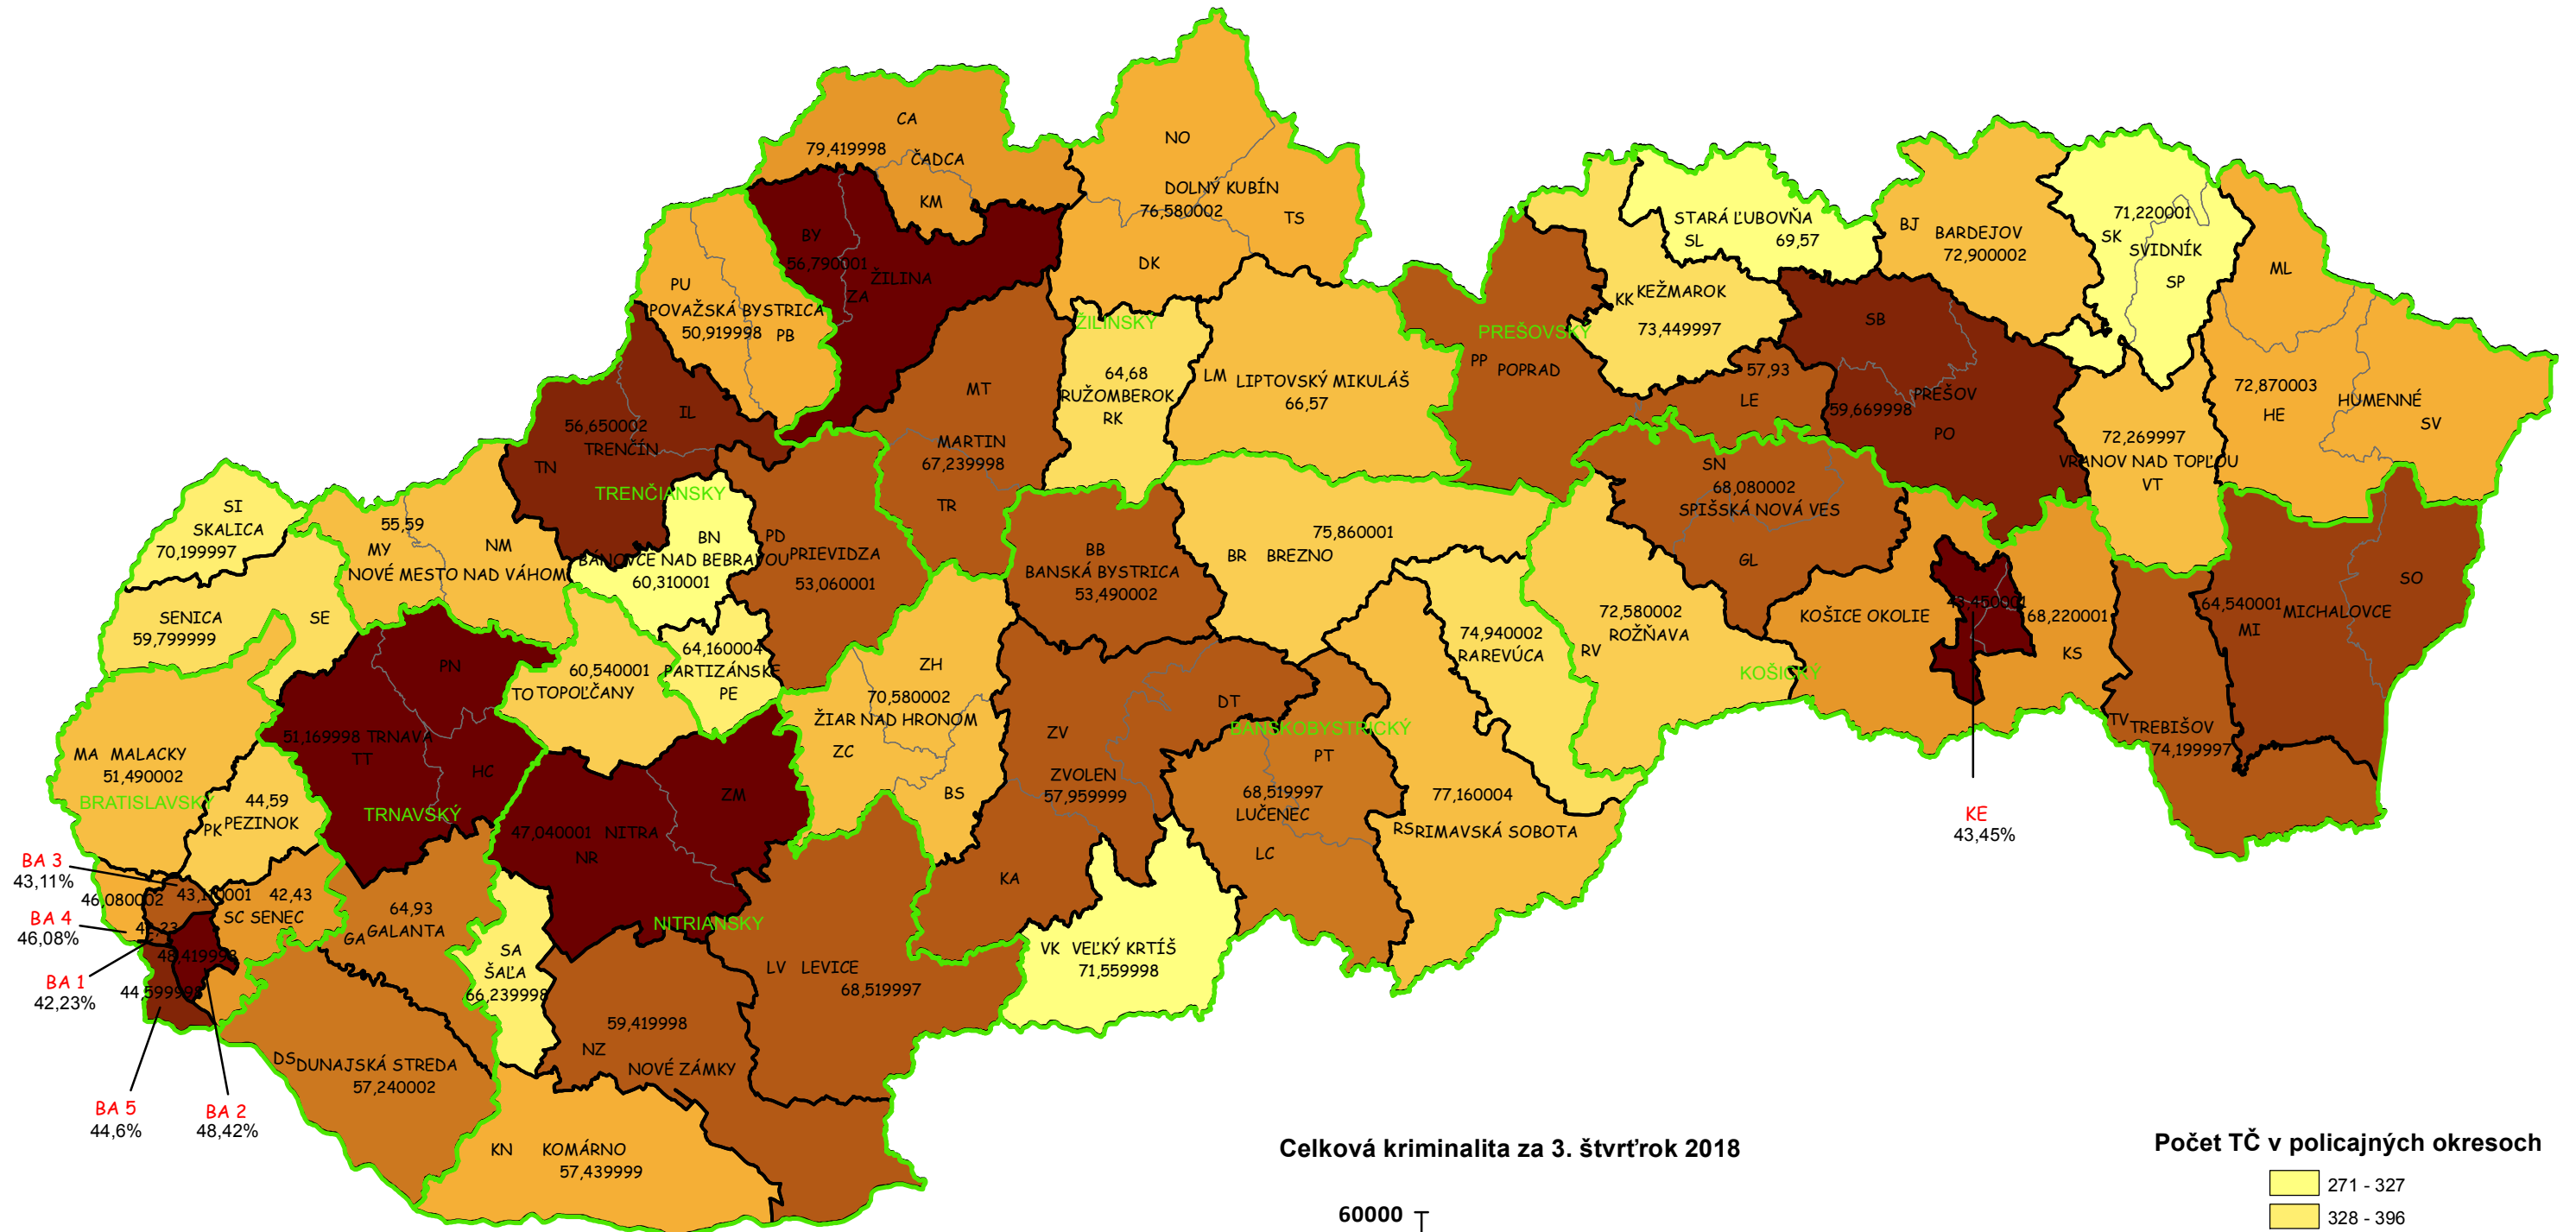 CA
79,419998
ČADCA
KM
NO
DOLNÝ KUBÍN
76,580002
TS
DK
BY
56,790001
ŽILINA
ZA
PU
POVAŽSKÁ BYSTRICA
50,919998
PB
ŽILINSKÝ
64,68
RUŽOMBEROK
RK
LM LIPTOVSKÝ MIKULÁŠ
66,57
MT
MARTIN
67,239998
TR
STARÁ ĽUBOVŇA
SL 69,57
KK KEŽMAROK
73,449997
PREŠOVSKÝ
PP POPRAD
57,93
LE
BJ BARDEJOV
72,900002
71,220001
SK
SVIDNÍK
SP
ML
72,870003
HUMENNÉ
HE
SV
SB
PREŠOV
59,669998
PO
72,269997
VRANOV NAD TOPĽOU
VT
IL
56,650002
TRENČÍN
TN
TRENČIANSKY
SI
SKALICA
70,199997
SENICA
59,799999
SE
55,59
MY
NM
NOVÉ MESTO NAD VÁHOM
BN
BÁNOVCE NAD BEBRAVOU
60,310001
PD
PRIEVIDZA
53,060001
64,160004
PARTIZÁNSKE
PE
60,540001
TO TOPOĽČANY
BB
BANSKÁ BYSTRICA
53,490002
75,860001
BR BREZNO
SN
68,080002
SPIŠSKÁ NOVÁ VES
GL
72,580002
ROŽŇAVA
RV
74,940002
RAREVÚCA
KOŠICE OKOLIE
43,450001
68,220001
KS
KOŠICKÝ
64,540001
MICHALOVCE
MI
SO
TV TREBIŠOV
74,199997
KE
43,45%
ZH
70,580002
ŽIAR NAD HRONOM
ZC
BS
ZV
DT
ZVOLEN
57,959999
KA
BANSKOBYSTRICKÝ
PT
68,519997
LUČENEC
LC
77,160004
RS RIMAVSKÁ SOBOTA
VK VEĽKÝ KRTÍŠ
71,559998
PN
51,169998 TRNAVA
TT
HC
TRNAVSKÝ
MA MALACKY
51,490002
BRATISLAVSKÝ
44,59
PK PEZINOK
ZM
47,040001 NITRA
NR
NITRIANSKY
BA 3
43,11%
46,080002
43,110001
42,43
SC SENEC
BA 4
46,08%
42,23
48,419998
BA 1
42,23%
44,599998
64,93
GA GALANTA
SA
ŠAĽA
66,239998
LV LEVICE
68,519997
59,419998
NZ
NOVÉ ZÁMKY
DS DUNAJSKÁ STREDA
57,240002
BA 5
44,6%
BA 2
48,42%
KN KOMÁRNO
57,439999
Celková kriminalita za 3. štvrťrok 2018
60000
Počet TČ v policajných okresoch
271 - 327
328 - 396